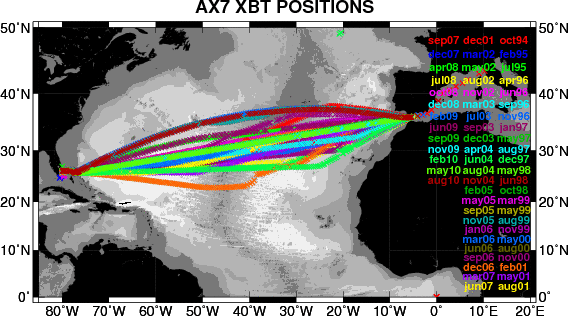 AX7 XBT POSITIONS
50°N 50°N
sep07 dec01 oct94
dec07 mar02 feb95
apr08 may02 jul95
jul08 aug02 apr96
40°N 40°N
nov02
dec08 mar03 sep96
feb09 nov96
jun09 sep03 jan97
sep09 dec03
30°N 30°N
nov09 apr04 aug97
feb10 jun04 dec97
may10 aug04 may98
aug10 nov04 jun98
feb05 oct98
20°N 20°N
may05 mar99
sep05 may99
nov05 aug99
jan06 nov99
mar06 may00
10°N 10°N
jun06 aug00
sep06 nov00
dec06 feb01
mar07 may01
jun07 aug01
0° 0°
80°W 70°W 60°W 50°W 40°W 30°W 20°W 10°W 0° 10°E 20°E